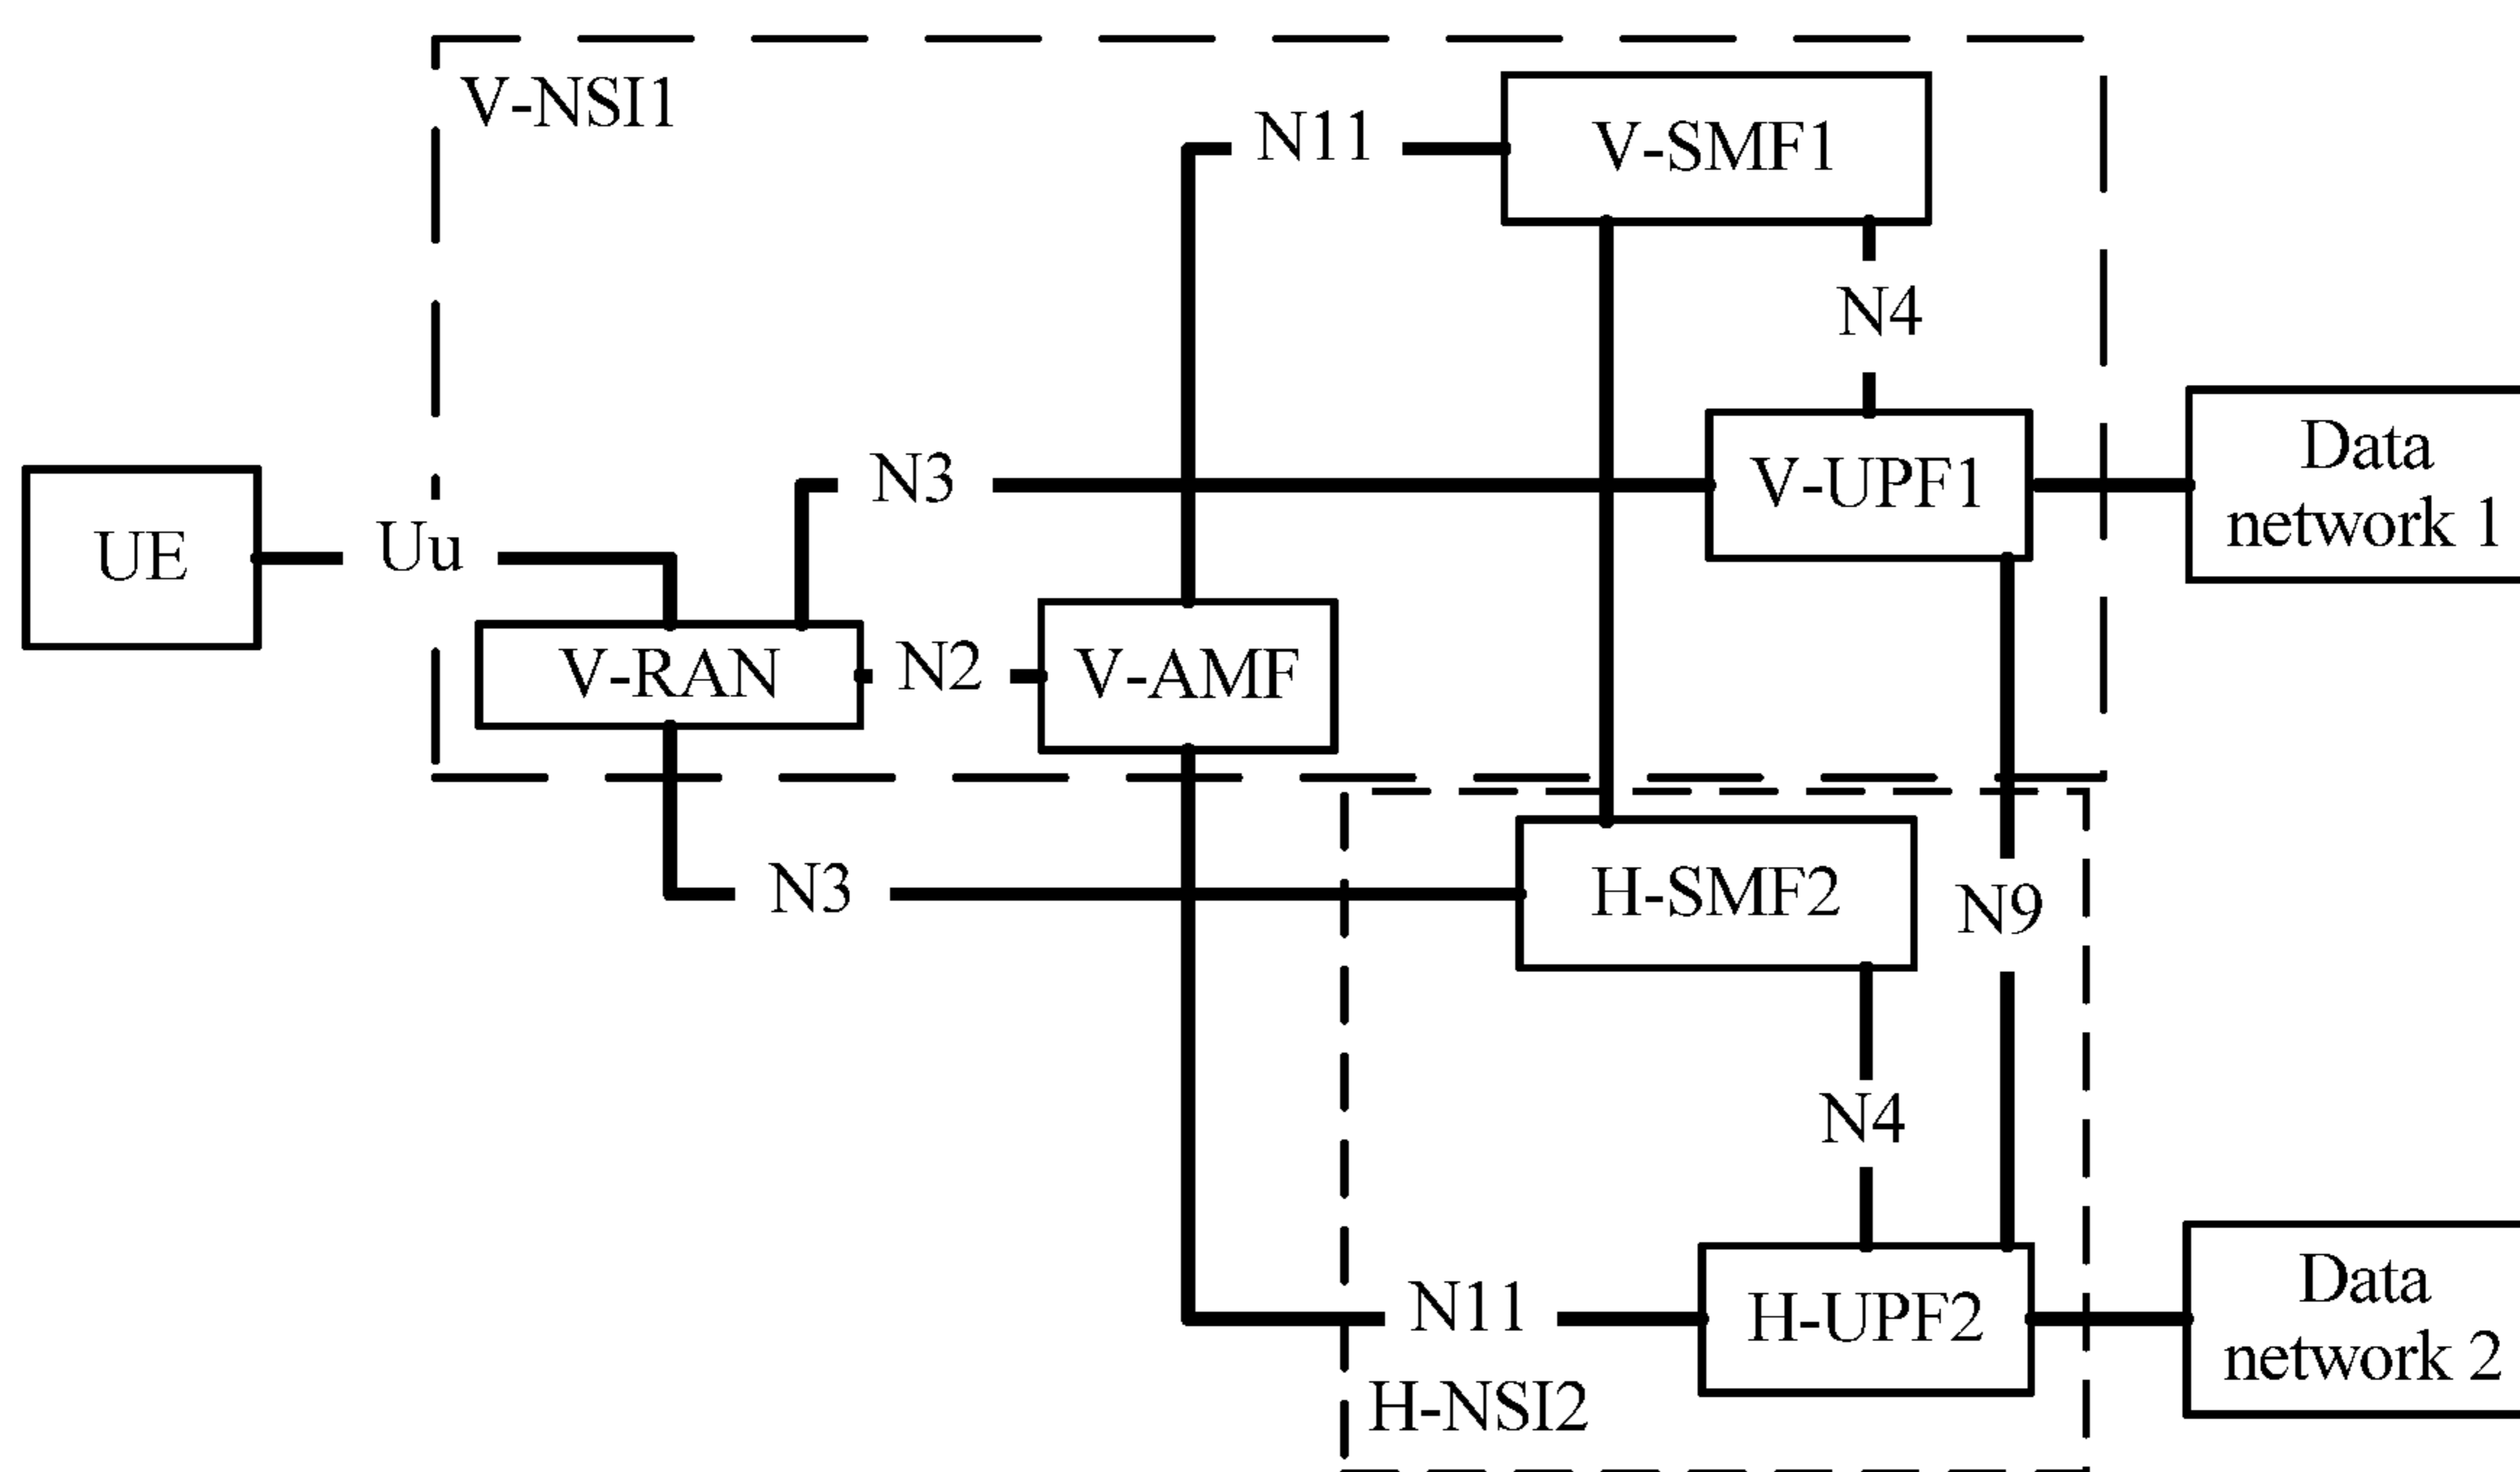 V-NSI1
N11
V-SMF1
N4
N3
V-UPF1
Data
network 1
UE
Uu
V-RAN
N2
V-AMF
N3
H-SMF2
N9
N4
N11
H-UPF2
Data
network 2
H-NSI2